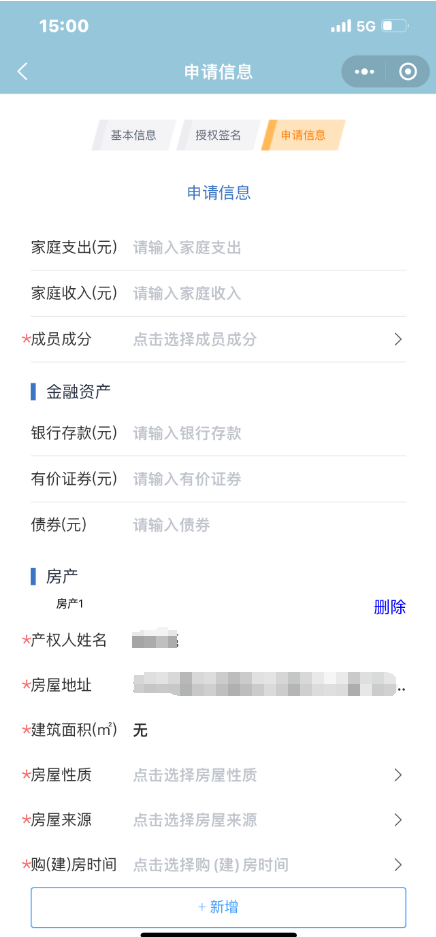 15:00
5G
申请信息
基本信息
授权签名
申请信息
申请信息
家庭支出(元) 请输入家庭支出
家庭收入(元) 请输入家庭收入
*成员成分 点击选择成员成分
金融资产
银行存款(元) 请输入银行存款
有价证券(元) 请输入有价证券
债券(元) 请输入债券
房产
房产1
删除
*产权人姓名
*房屋地址 ..
*建筑面积(㎡) 无
*房屋性质 点击选择房屋性质
*房屋来源 点击选择房屋来源
*购(建)房时间 点击选择购(建)房时间
+ 新增